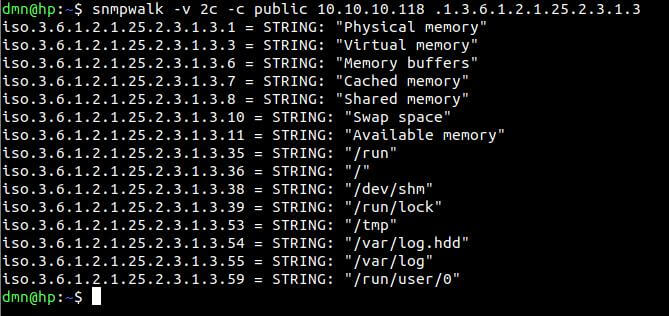 dmn@hp:~$ snmpwalk -v 2c -c public 10.10.10.118 .1.3.6.1.2.1.25.2.3.1.3
iso.3.6.1.2.1.25.2.3.1.3.1 = STRING: "Physical memory"
iso.3.6.1.2.1.25.2.3.1.3.3 = STRING: "Virtual memory"
iso.3.6.1.2.1.25.2.3.1.3.6 = STRING: "Memory buffers"
iso.3.6.1.2.1.25.2.3.1.3.7 = STRING: "Cached memory"
iso.3.6.1.2.1.25.2.3.1.3.8 = STRING: "Shared memory"
iso.3.6.1.2.1.25.2.3.1.3.10 = STRING: "Swap space"
iso.3.6.1.2.1.25.2.3.1.3.11 = STRING: "Available memory"
iso.3.6.1.2.1.25.2.3.1.3.35 = STRING: "/run"
iso.3.6.1.2.1.25.2.3.1.3.36 = STRING: "/"
iso.3.6.1.2.1.25.2.3.1.3.38 = STRING: "/dev/shm"
iso.3.6.1.2.1.25.2.3.1.3.39 = STRING: "/run/lock"
iso.3.6.1.2.1.25.2.3.1.3.53 = STRING: "/tmp"
iso.3.6.1.2.1.25.2.3.1.3.54 = STRING: "/var/log.hdd"
iso.3.6.1.2.1.25.2.3.1.3.55 = STRING: "/var/log"
iso.3.6.1.2.1.25.2.3.1.3.59 = STRING: "/run/user/0"
dmn@hp:~$